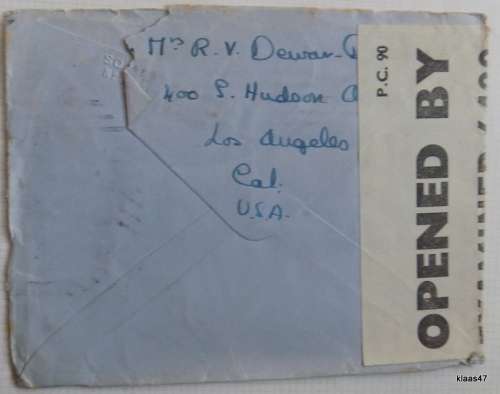 Mrs R. V. Dewar-
400 S. Hudson
Los Angeles
Cal.
U.S.A.
P.C. 90
OPENED BY
klaas47